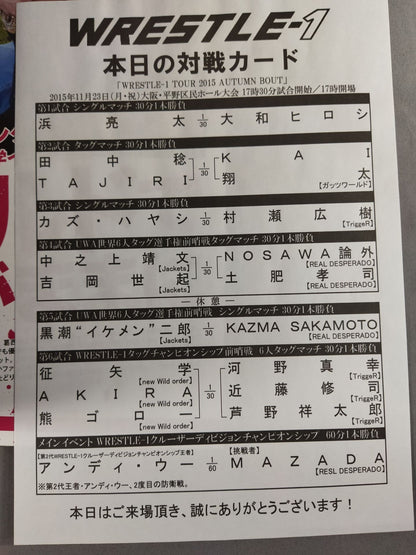 WRESTLE-1
本日の対戦カード
「WRESTLE-1 TOUR 2015 AUTUMN BOUT」
2015年11月23日(月・祝)大阪・平野区民ホール大会 17時30分試合開始／17時開場
第1試合 シングルマッチ 30分1本勝負
浜亮太 1/30 大和ヒロシ
第2試合 タッグマッチ 30分1本勝負
田中稔 1/30 KAI
TAJIRI 翔太
【ガッツワールド】
第3試合 シングルマッチ 30分1本勝負
カズ・ハヤシ 1/30 村瀬広樹
【TriggeR】
第4試合 UWA世界6人タッグ選手権前哨戦タッグマッチ 30分1本勝負
中之上靖文 1/30 NOSAWA論外
【Jackets】 【REAL DESPERADO】
吉岡世起 土肥孝司
【Jackets】 【REAL DESPERADO】
―休憩―
第5試合 UWA世界6人タッグ選手権前哨戦 シングルマッチ 30分1本勝負
黒潮“イケメン”二郎 1/30 KAZMA SAKAMOTO
【Jackets】 【REAL DESPERADO】
第6試合 WRESTLE-1タッグチャンピオンシップ前哨戦 6人タッグマッチ 30分1本勝負
征矢学 河野真幸
【new Wild order】 【TriggeR】
AKIRA 1/30 近藤修司
【new Wild order】 【TriggeR】
熊ゴロー 芦野祥太郎
【new Wild order】 【TriggeR】
メインイベント WRESTLE-1クルーザーディビジョンチャンピオンシップ 60分1本勝負
【第2代WRESTLE-1クルーザーディビジョンチャンピオンシップ王者】 【挑戦者】
アンディ・ウー 1/60 MAZADA
【RESL DESPERADO】
※第2代王者・アンディ・ウー、2度目の防衛戦。
本日はご来場頂き、誠にありがとうございます！